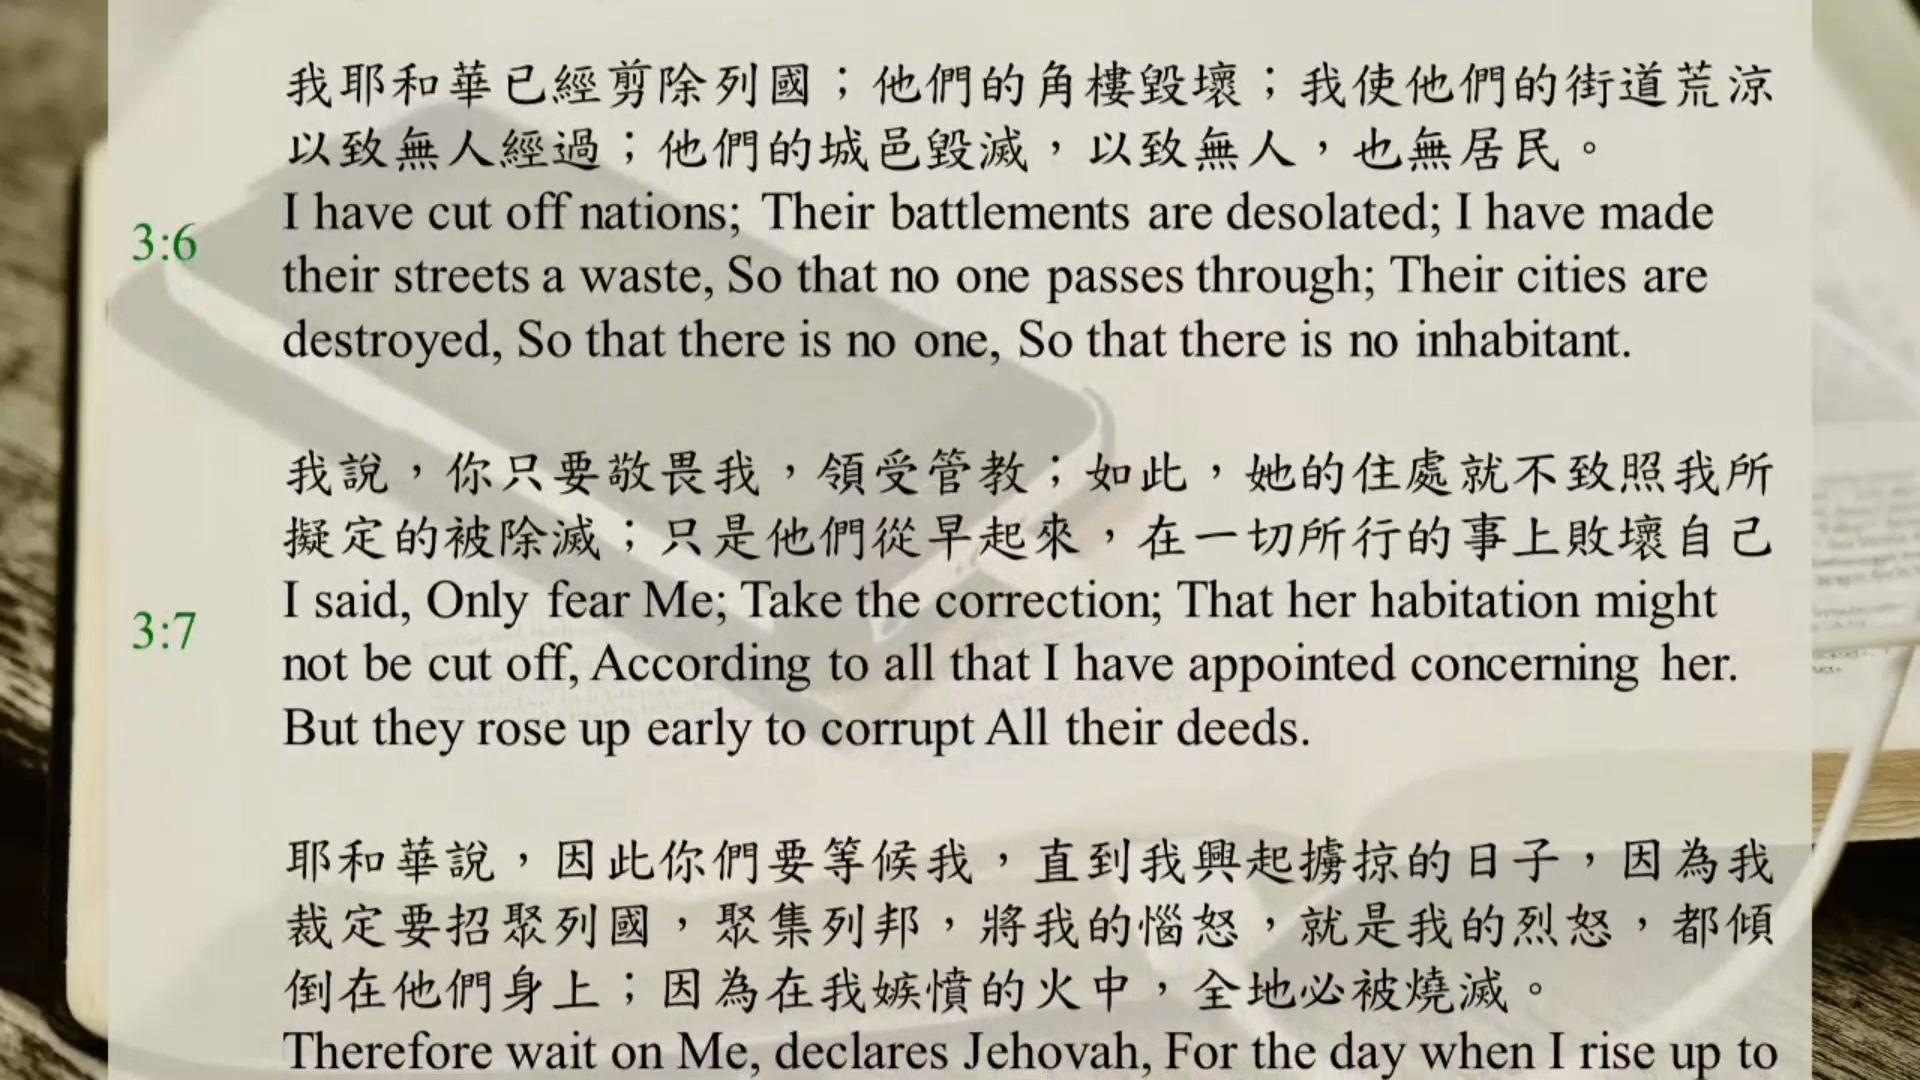 我耶和華已經剪除列國；他們的角樓毀壞；我使他們的街道荒涼
以致無人經過；他們的城邑毀滅，以致無人，也無居民。
3:6
I have cut off nations; Their battlements are desolated; I have made
their streets a waste, So that no one passes through; Their cities are
destroyed, So that there is no one, So that there is no inhabitant.
我說，你只要敬畏我，領受管教；如此，她的住處就不致照我所
擬定的被除滅；只是他們從早起來，在一切所行的事上敗壞自己
3:7
I said, Only fear Me; Take the correction; That her habitation might
not be cut off, According to all that I have appointed concerning her.
But they rose up early to corrupt All their deeds.
耶和華說，因此你們要等候我，直到我興起擄掠的日子，因為我
裁定要招聚列國，聚集列邦，將我的惱怒，就是我的烈怒，都傾
倒在他們身上；因為在我嫉憤的火中，全地必被燒滅。
Therefore wait on Me, declares Jehovah, For the day when I rise up to